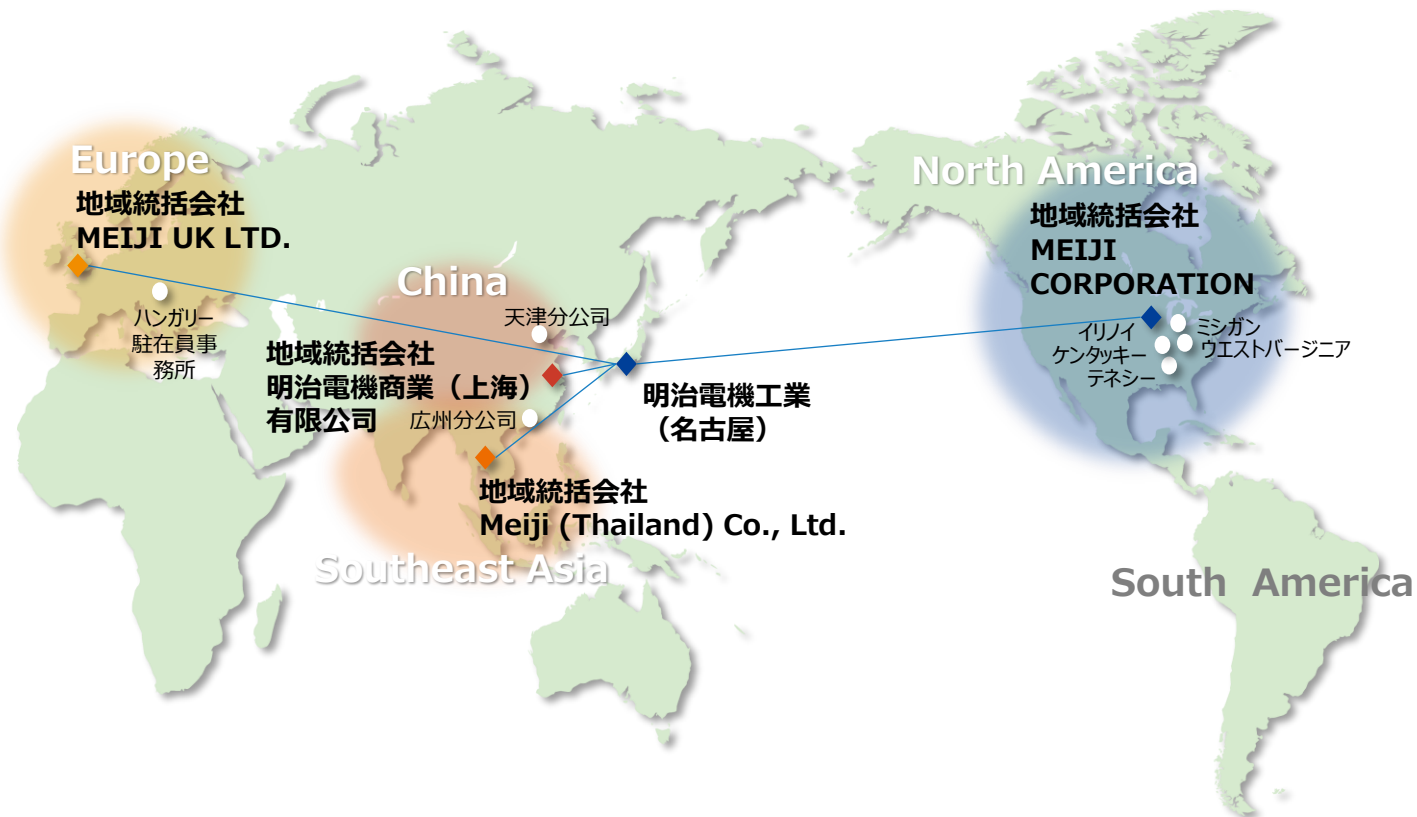 Europe
地域統括会社
MEIJI UK LTD.
ハンガリー
駐在員事
務所
China
天津分公司
地域統括会社
明治電機商業（上海）
有限公司
広州分公司
明治電機工業
（名古屋）
地域統括会社
Meiji (Thailand) Co., Ltd.
Southeast Asia
North America
地域統括会社
MEIJI
CORPORATION
イリノイ
ケンタッキー
テネシー
ミシガン
ウエストバージニア
South America